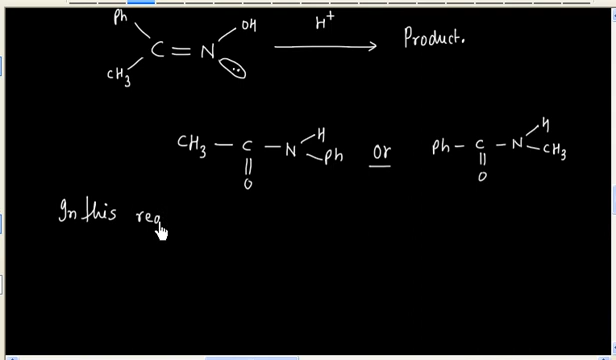 Ph OH
C = N H+ Product.
CH3
H H
CH3 - C - N Ph Or Ph - C - N CH3
O O
In this rea